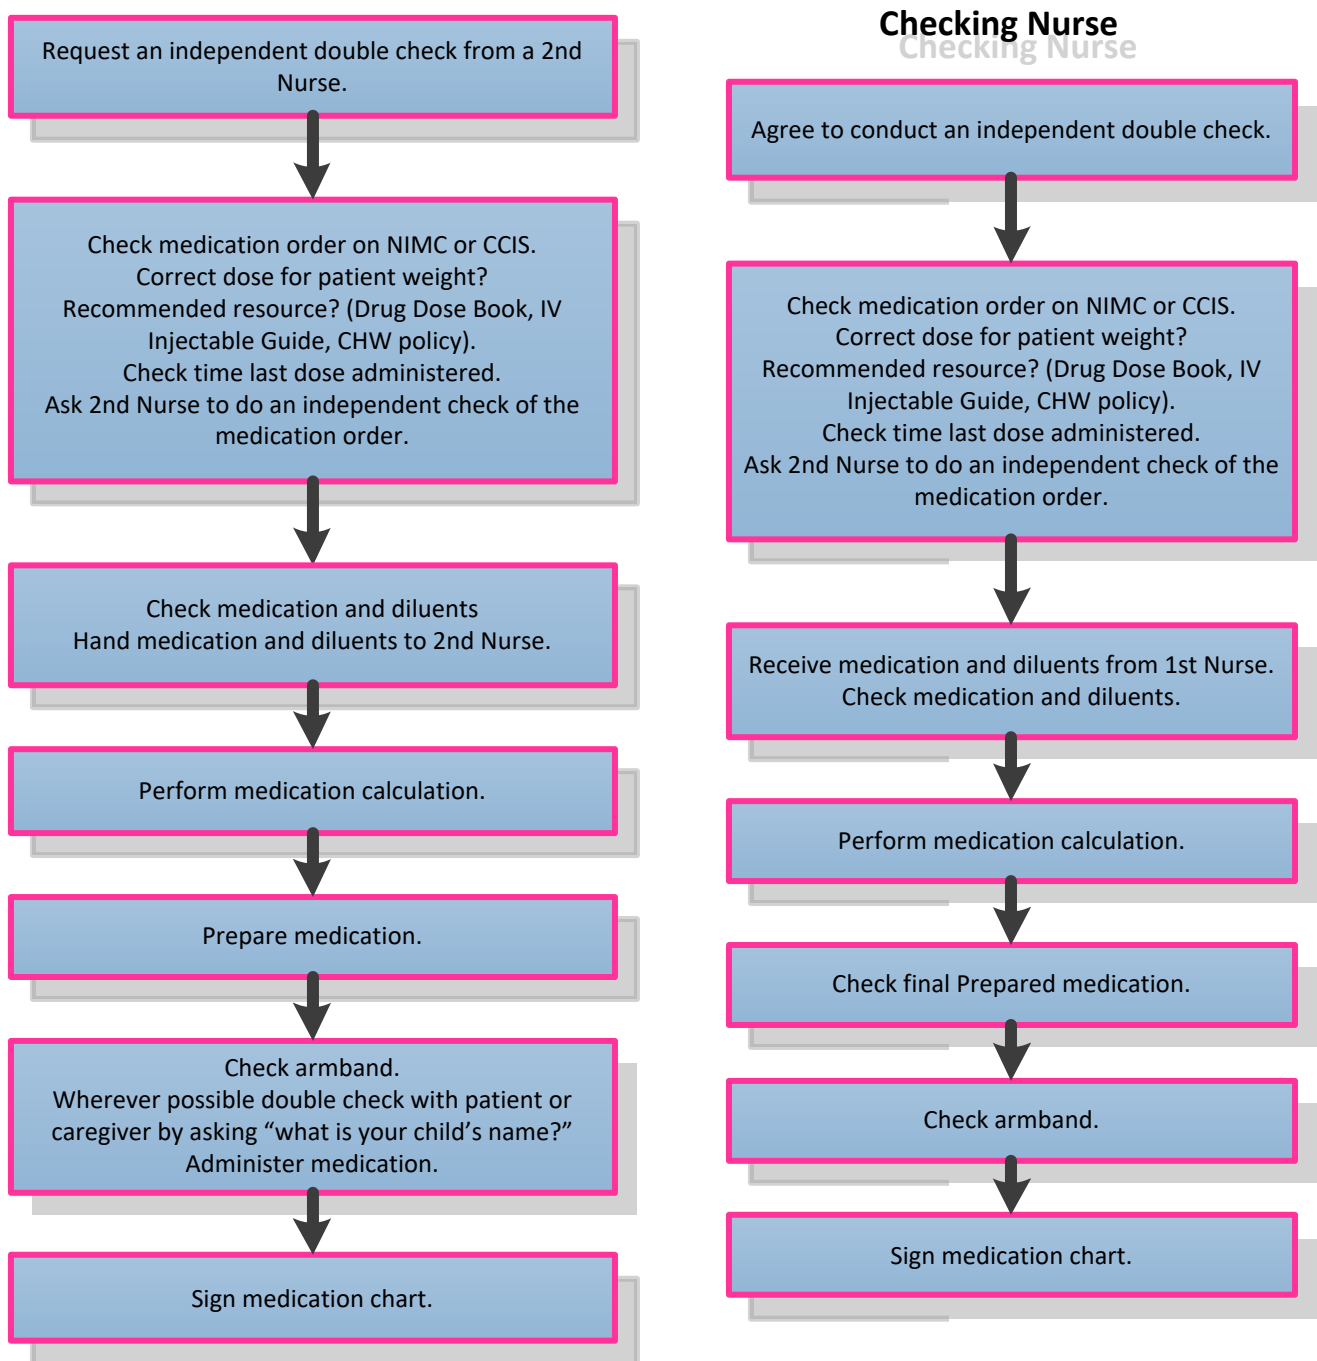 Request an independent double check from a 2nd
Nurse.
Check medication order on NIMC or CCIS.
Correct dose for patient weight?
Recommended resource? (Drug Dose Book, IV
Injectable Guide, CHW policy).
Check time last dose administered.
Ask 2nd Nurse to do an independent check of the
medication order.
Check medication and diluents
Hand medication and diluents to 2nd Nurse.
Perform medication calculation.
Prepare medication.
Check armband.
Wherever possible double check with patient or
caregiver by asking “what is your child’s name?”
Administer medication.
Sign medication chart.
Checking Nurse
Agree to conduct an independent double check.
Check medication order on NIMC or CCIS.
Correct dose for patient weight?
Recommended resource? (Drug Dose Book, IV
Injectable Guide, CHW policy).
Check time last dose administered.
Ask 2nd Nurse to do an independent check of the
medication order.
Receive medication and diluents from 1st Nurse.
Check medication and diluents.
Perform medication calculation.
Check final Prepared medication.
Check armband.
Sign medication chart.